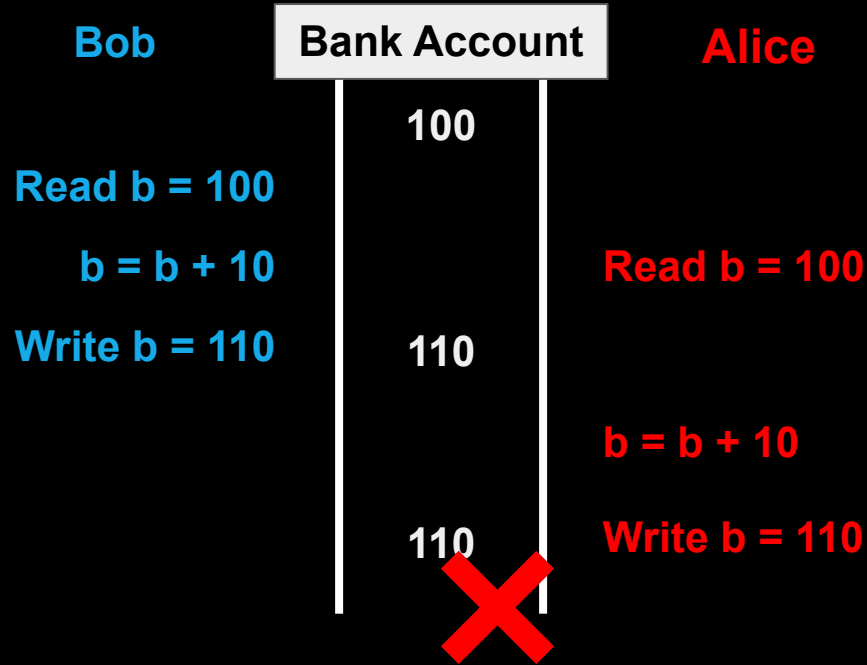 Bob
Bank Account
Alice
100
Read b = 100
b = b + 10
Read b = 100
Write b = 110
110
b = b + 10
110
Write b = 110